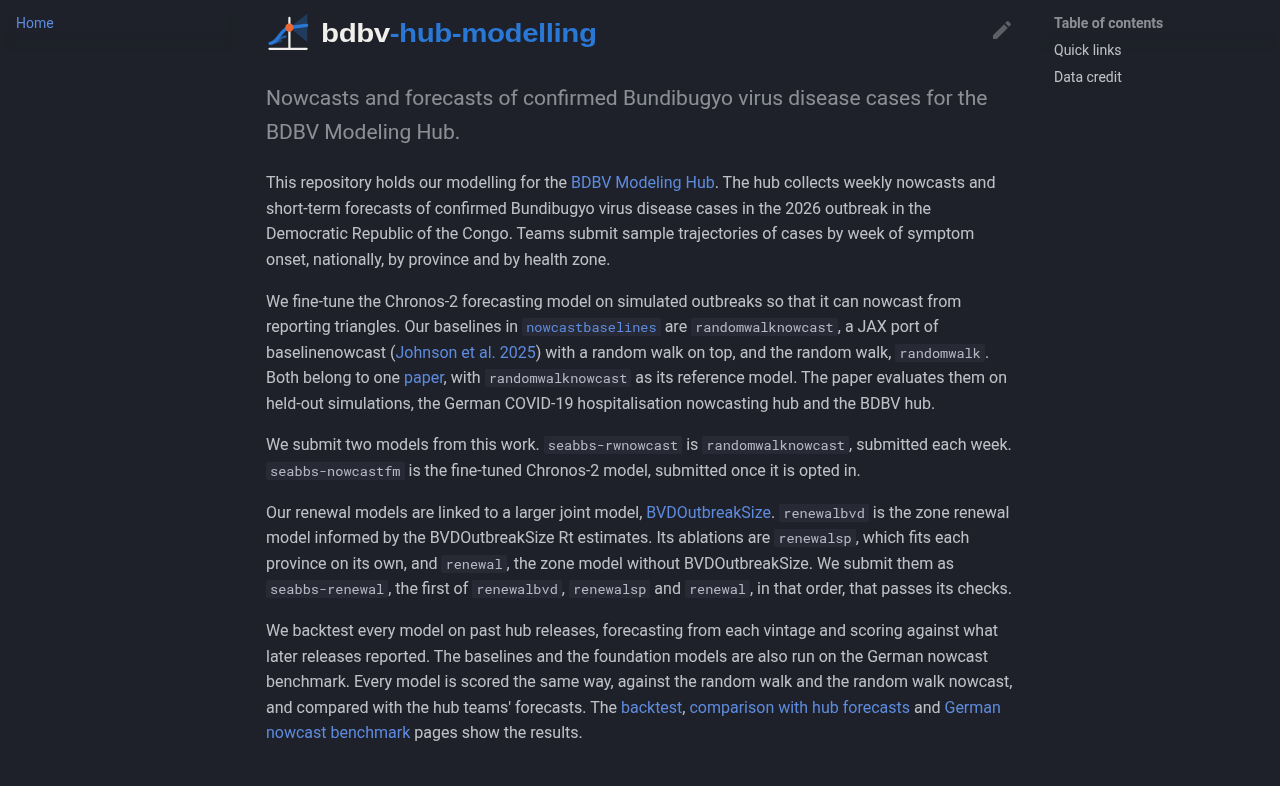 Home
bdbv-hub-modelling
Table of contents
Quick links
Data credit
Nowcasts and forecasts of confirmed Bundibugyo virus disease cases for the
BDBV Modeling Hub.
This repository holds our modelling for the BDBV Modeling Hub. The hub collects weekly nowcasts and
short-term forecasts of confirmed Bundibugyo virus disease cases in the 2026 outbreak in the
Democratic Republic of the Congo. Teams submit sample trajectories of cases by week of symptom
onset, nationally, by province and by health zone.
We fine-tune the Chronos-2 forecasting model on simulated outbreaks so that it can nowcast from
reporting triangles. Our baselines in nowcastbaselines are randomwalknowcast, a JAX port of
baselinenowcast (Johnson et al. 2025) with a random walk on top, and the random walk, randomwalk.
Both belong to one paper, with randomwalknowcast as its reference model. The paper evaluates them on
held-out simulations, the German COVID-19 hospitalisation nowcasting hub and the BDBV hub.
We submit two models from this work. seabbs-rwnowcast is randomwalknowcast, submitted each week.
seabbs-nowcastfm is the fine-tuned Chronos-2 model, submitted once it is opted in.
Our renewal models are linked to a larger joint model, BVDOutbreakSize. renewalbvd is the zone renewal
model informed by the BVDOutbreakSize Rt estimates. Its ablations are renewalsp, which fits each
province on its own, and renewal, the zone model without BVDOutbreakSize. We submit them as
seabbs-renewal, the first of renewalbvd, renewalsp and renewal, in that order, that passes its checks.
We backtest every model on past hub releases, forecasting from each vintage and scoring against what
later releases reported. The baselines and the foundation models are also run on the German nowcast
benchmark. Every model is scored the same way, against the random walk and the random walk nowcast,
and compared with the hub teams' forecasts. The backtest, comparison with hub forecasts and German
nowcast benchmark pages show the results.